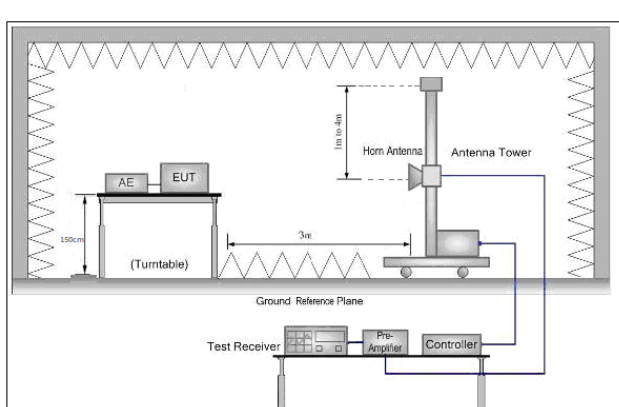 1m to 4m
Horn Antenna
Antenna Tower
AE
EUT
150cm
3m
(Turntable)
Ground Reference Plane
Test Receiver
Pre-
Amplifier
Controller